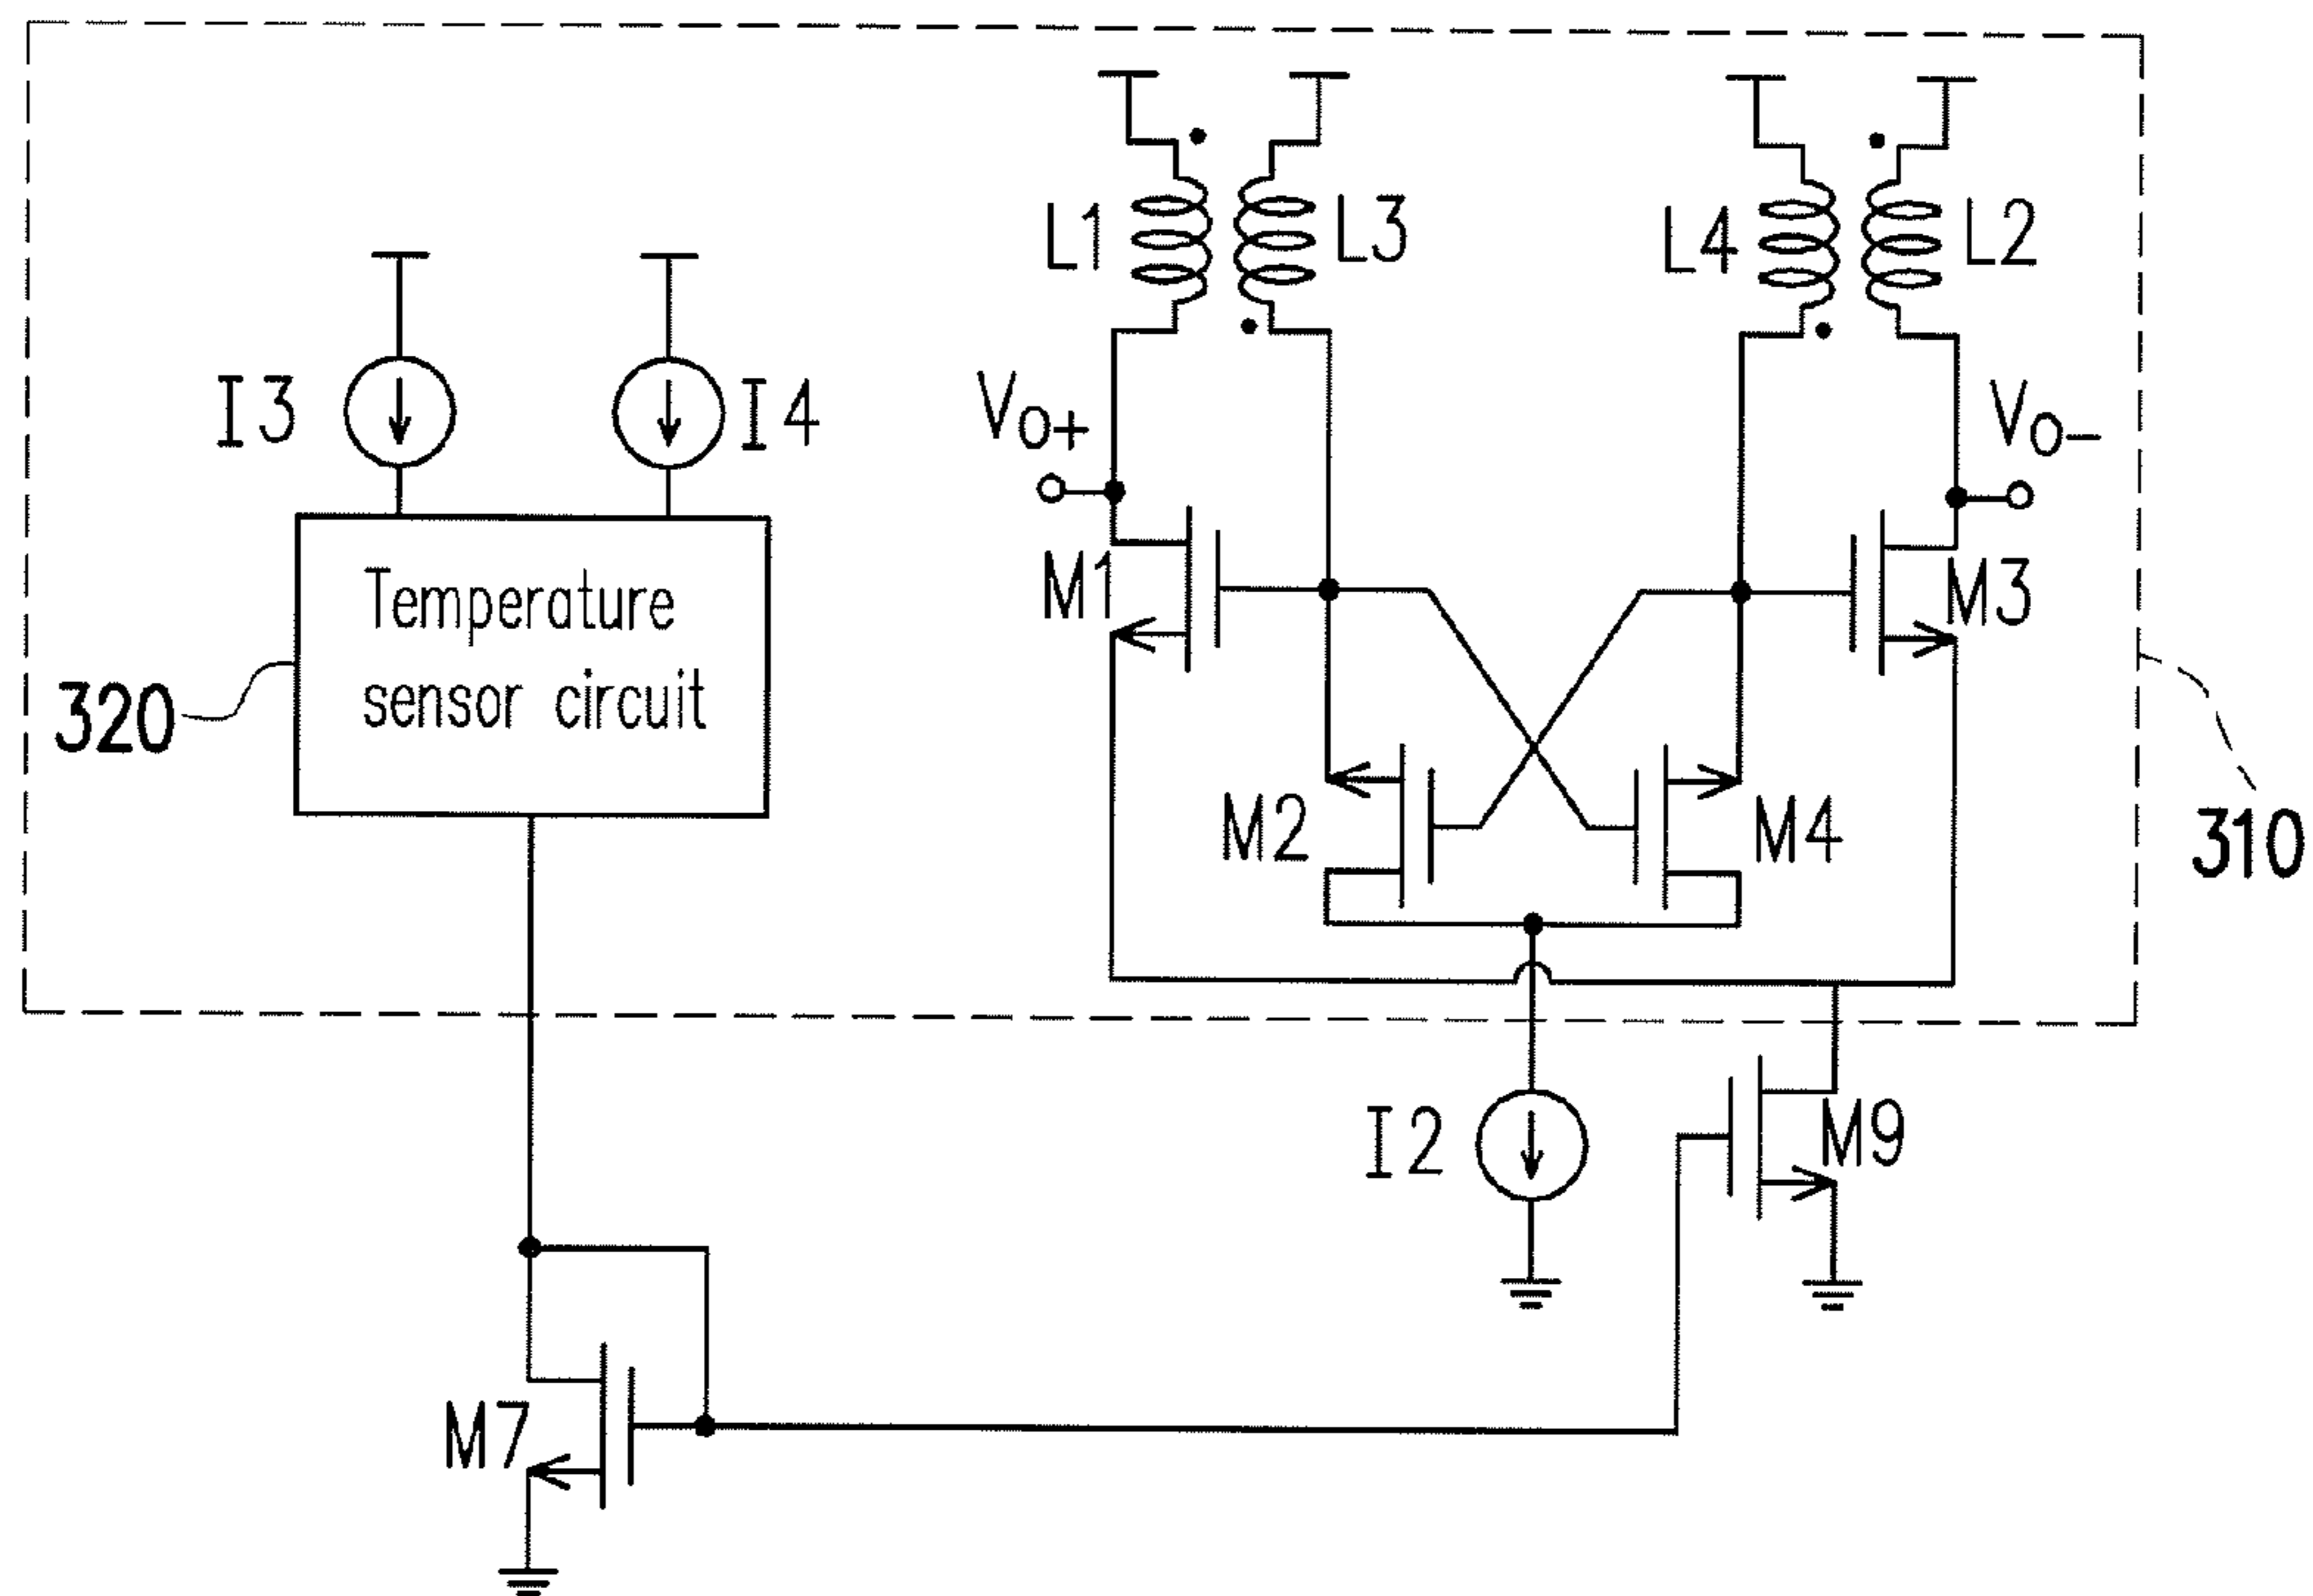 L1
L3
L4
L2
I3
I4
VO+
VO-
Temperature
sensor circuit
320
M1
M3
M2
M4
310
I2
M9
M7